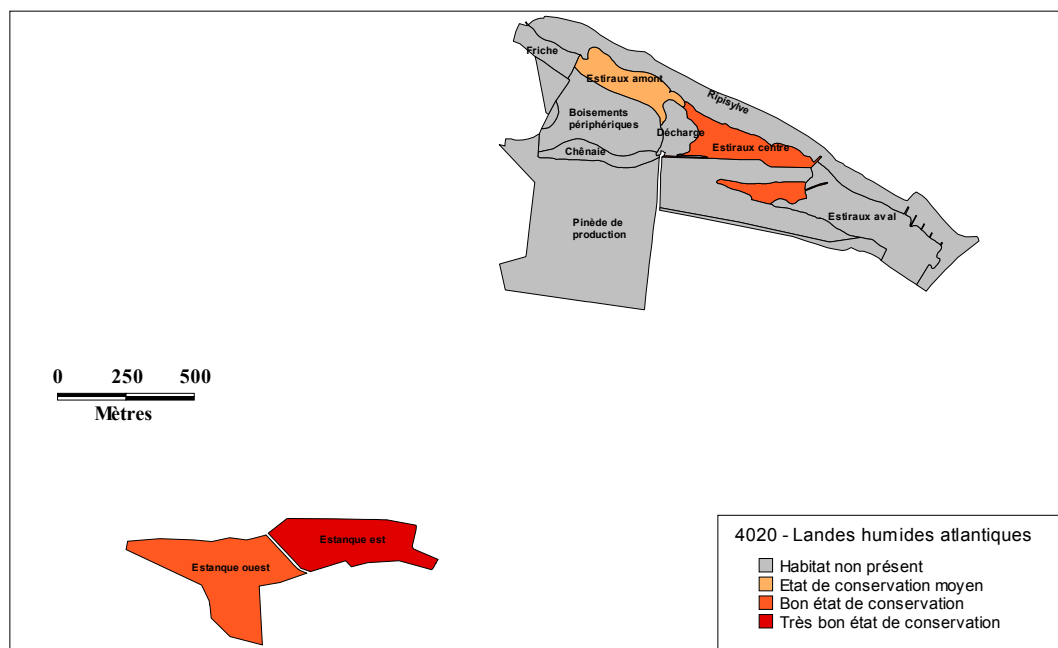 Friche
Estiraux amont
Ripisylve
Boisements
périphériques
Décharge
Estiraux centre
Chênaie
Estiraux aval
Pinède de
production
0 250 500
Mètres
Estanque est
Estanque ouest
4020 - Landes humides atlantiques
Habitat non présent
Etat de conservation moyen
Bon état de conservation
Très bon état de conservation